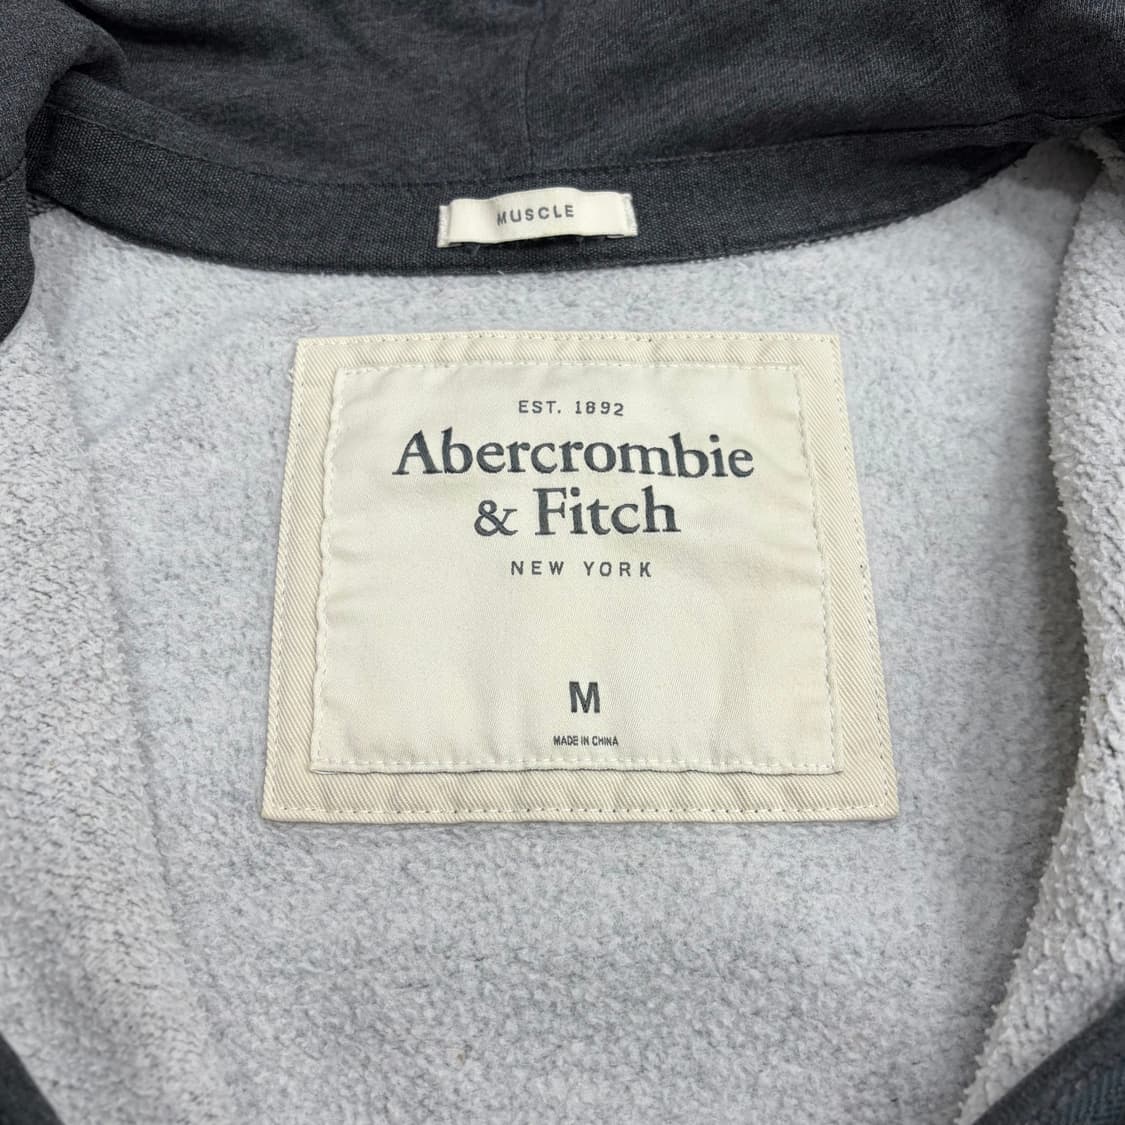 MUSCLE
EST. 1892
Abercrombie
& Fitch
NEW YORK
M
MADE IN CHINA